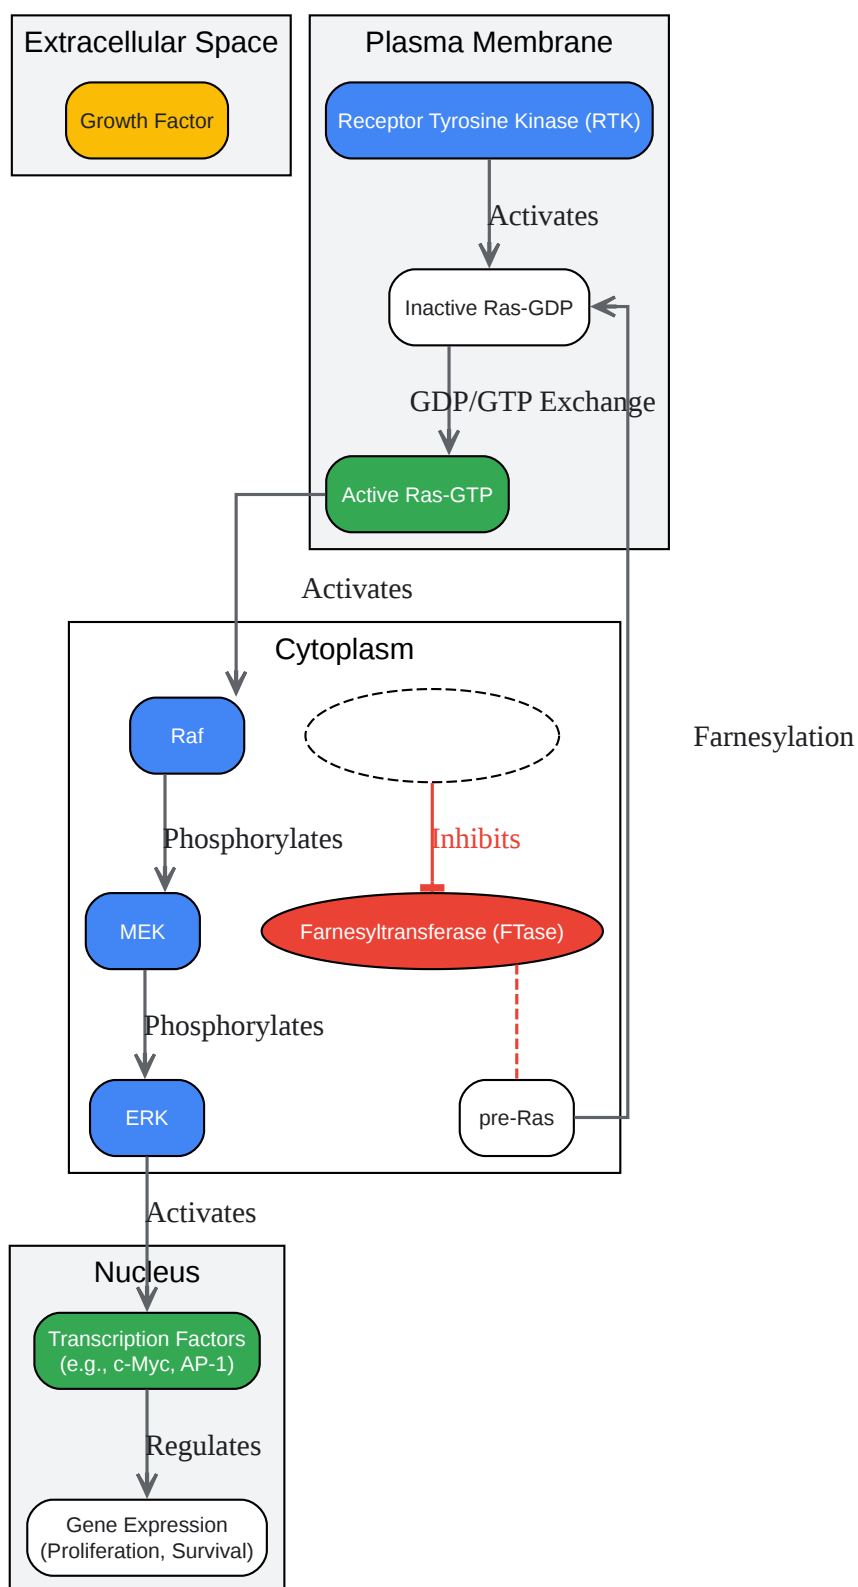 Extracellular Space
Growth Factor
Plasma Membrane
Receptor Tyrosine Kinase (RTK)
Activates
Inactive Ras-GDP
GDP/GTP Exchange
Active Ras-GTP
Activates
Cytoplasm
Raf
Farnesylation
Phosphorylates
Inhibits
MEK
Farnesyltransferase (FTase)
Phosphorylates
ERK
pre-Ras
Activates
Nucleus
Transcription Factors
(e.g., c-Myc, AP-1)
Regulates
Gene Expression
(Proliferation, Survival)